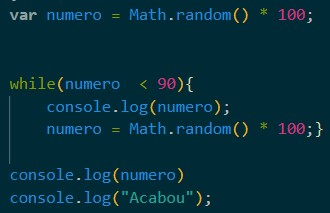 var numero = Math.random() * 100;
while(numero  < 90){
    console.log(numero);
    numero = Math.random() * 100;}
console.log(numero)
console.log("Acabou");